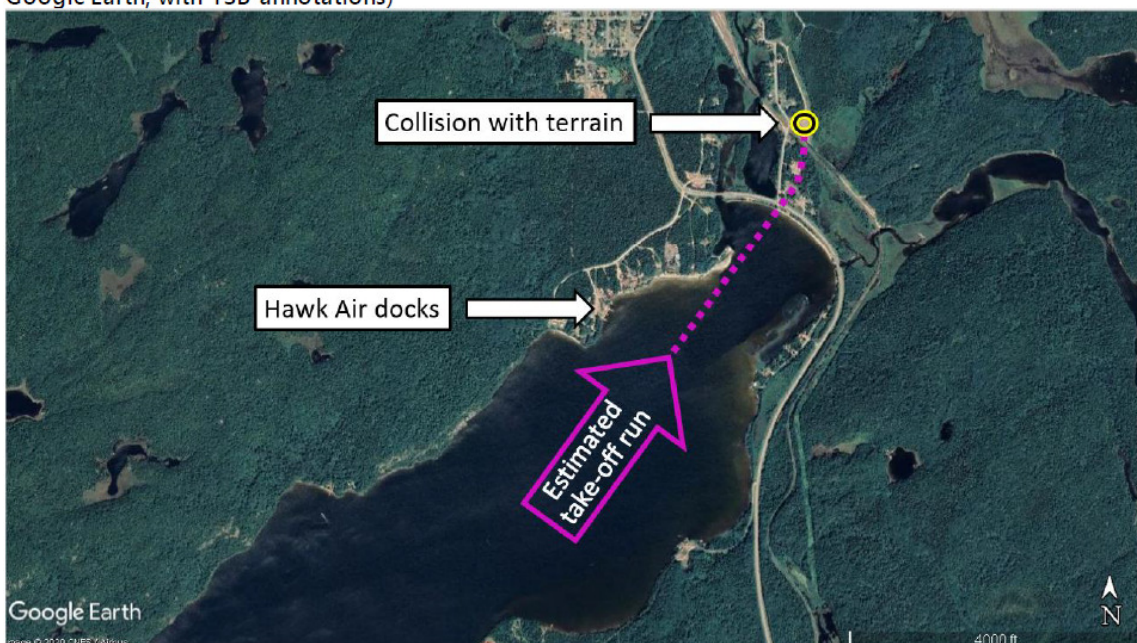 Google Earth, with TSB annotations)
Collision with terrain
Hawk Air docks
Estimated
take-off run
Google Earth
N
4000 ft